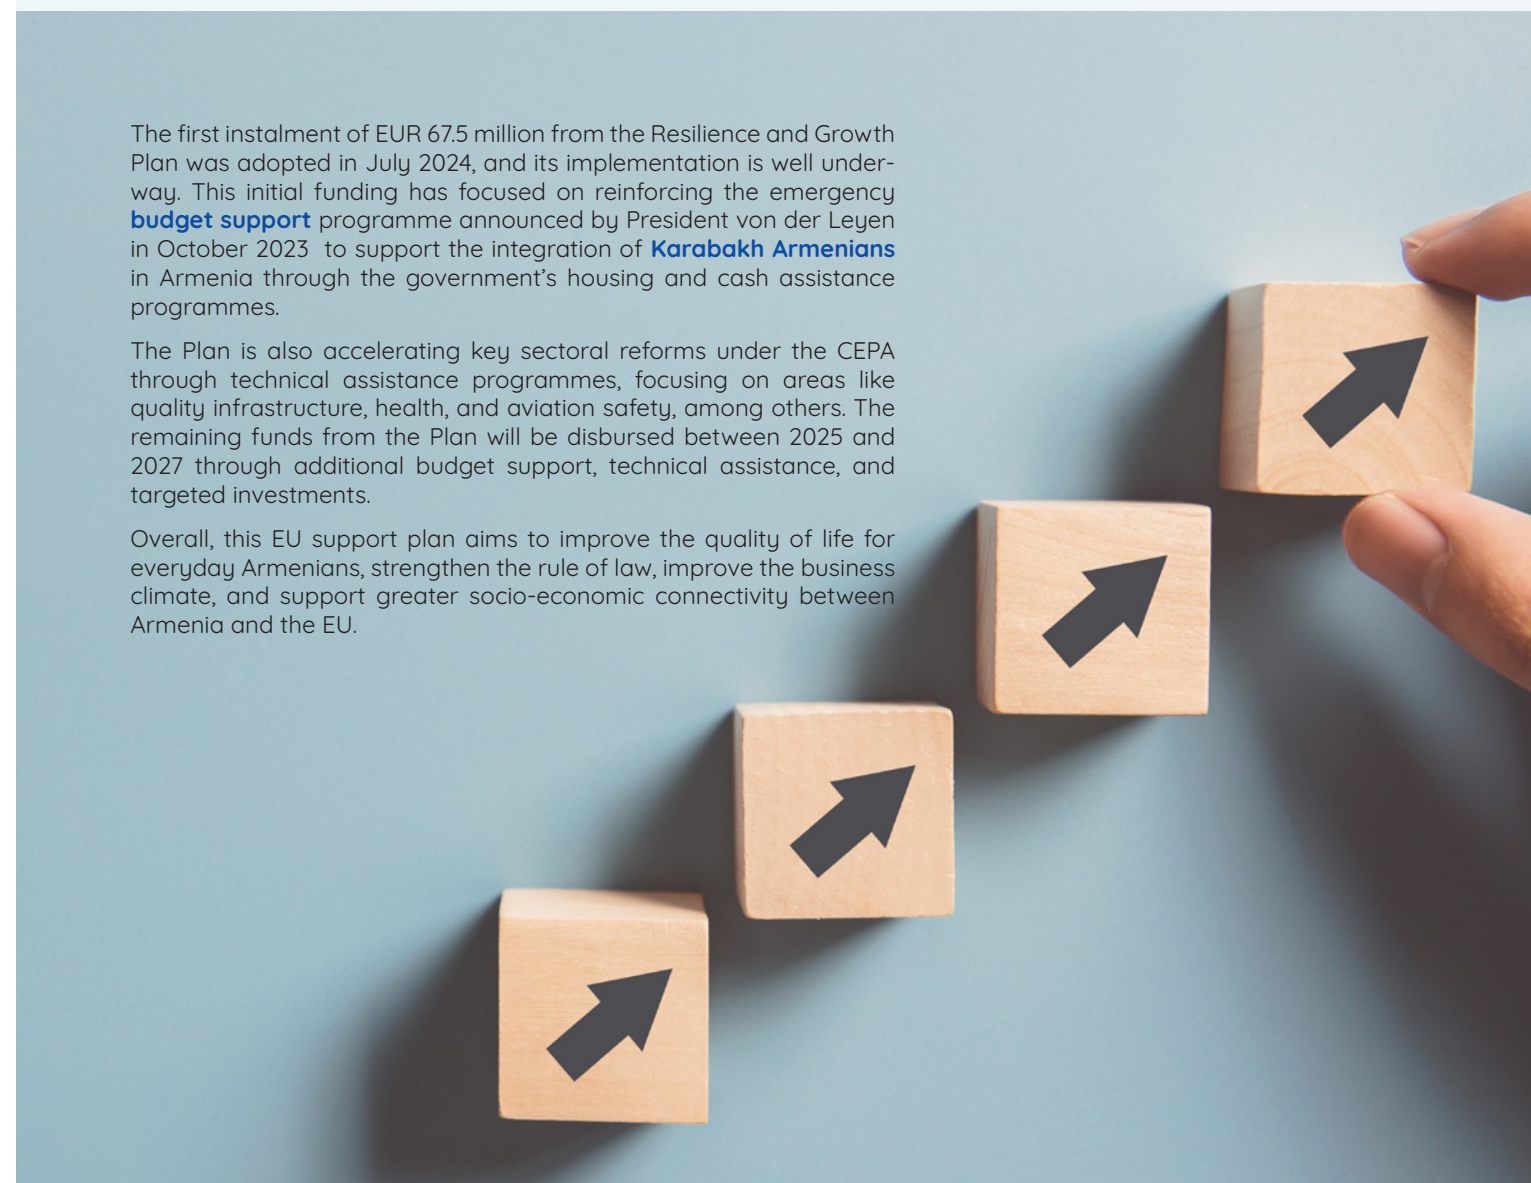 The first instalment of EUR 67.5 million from the Resilience and Growth
Plan was adopted in July 2024, and its implementation is well under-
way. This initial funding has focused on reinforcing the emergency
budget support programme announced by President von der Leyen
in October 2023  to support the integration of Karabakh Armenians
in Armenia through the government's housing and cash assistance
programmes.
The Plan is also accelerating key sectoral reforms under the CEPA
through technical assistance programmes, focusing on areas like
quality infrastructure, health, and aviation safety, among others. The
remaining funds from the Plan will be disbursed between 2025 and
2027 through additional budget support, technical assistance, and
targeted investments.
Overall, this EU support plan aims to improve the quality of life for
everyday Armenians, strengthen the rule of law, improve the business
climate, and support greater socio-economic connectivity between
Armenia and the EU.